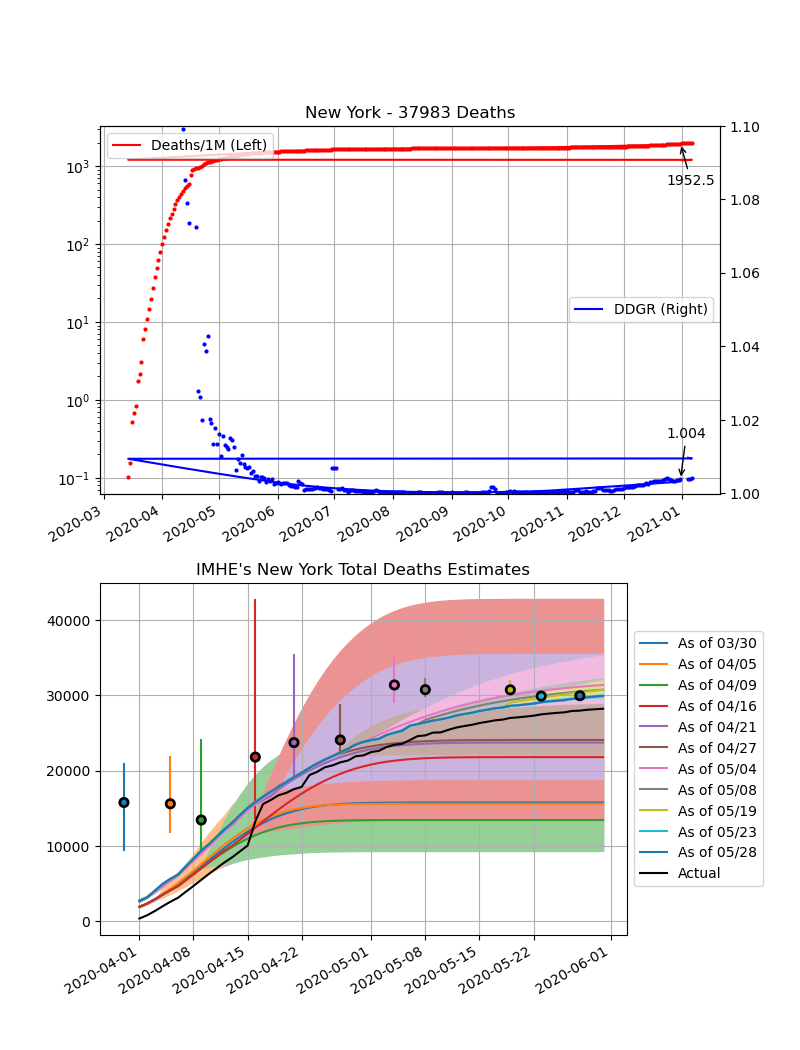 New York - 37983 Deaths
Deaths/1M (Left)
DDGR (Right)
1952.5
1.004
10³
10²
10¹
10⁰
10⁻¹
1.10
1.08
1.06
1.04
1.02
1.00
2020-03
2020-04
2020-05
2020-06
2020-07
2020-08
2020-09
2020-10
2020-11
2020-12
2021-01
IMHE's New York Total Deaths Estimates
40000
30000
20000
10000
0
2020-04-01
2020-04-08
2020-04-15
2020-04-22
2020-05-01
2020-05-08
2020-05-15
2020-05-22
2020-06-01
As of 03/30
As of 04/05
As of 04/09
As of 04/16
As of 04/21
As of 04/27
As of 05/04
As of 05/08
As of 05/19
As of 05/23
As of 05/28
Actual